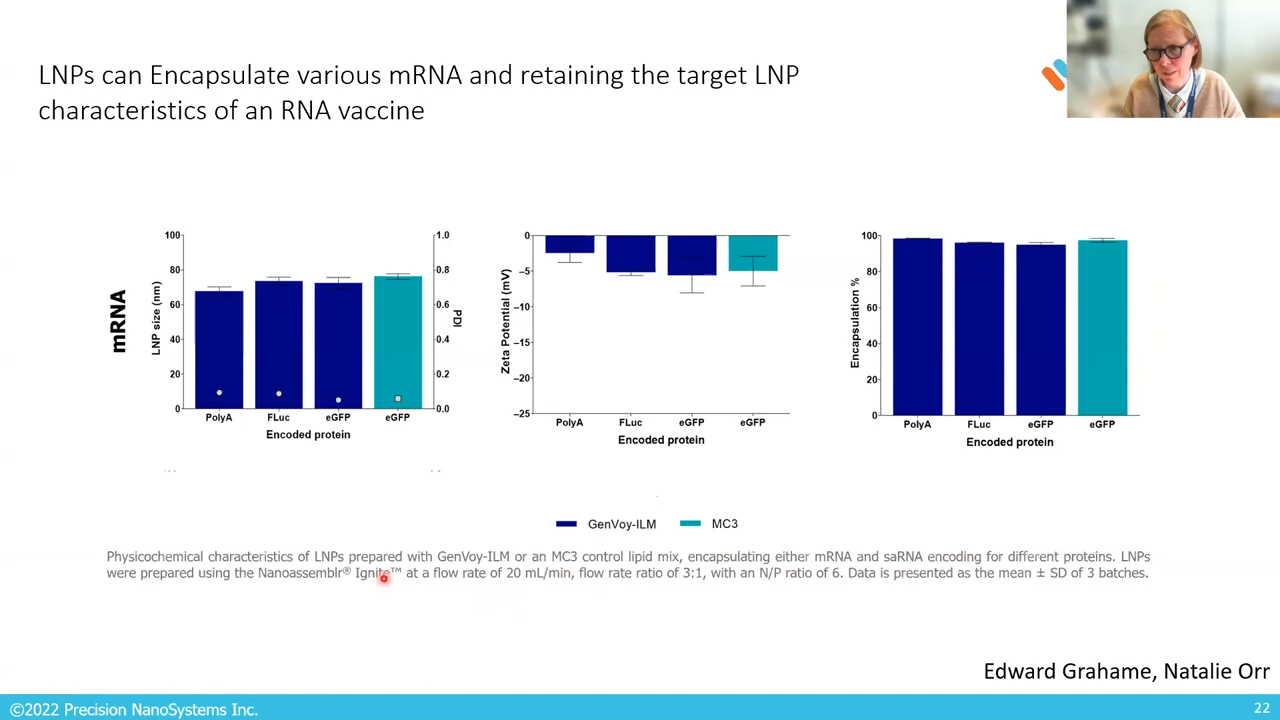 LNPs can Encapsulate various mRNA and retaining the target LNP
characteristics of an RNA vaccine
mRNA
LNP size (nm)
100
80
60
40
20
0
1.0
0.8
0.6
0.4
0.2
0.0
PDI
PolyA FLuc eGFP eGFP
Encoded protein
Zeta Potential (mV)
0
−5
−10
−15
−20
−25
PolyA FLuc eGFP eGFP
Encoded protein
Encapsulation %
100
80
60
40
20
0
PolyA FLuc eGFP eGFP
Encoded protein
GenVoy-ILM MC3
Physicochemical characteristics of LNPs prepared with GenVoy-ILM or an MC3 control lipid mix, encapsulating either mRNA and saRNA encoding for different proteins. LNPs
were prepared using the Nanoassemblr® Ignite™ at a flow rate of 20 mL/min, flow rate ratio of 3:1, with an N/P ratio of 6. Data is presented as the mean ± SD of 3 batches.
Edward Grahame, Natalie Orr
©2022 Precision NanoSystems Inc.
22